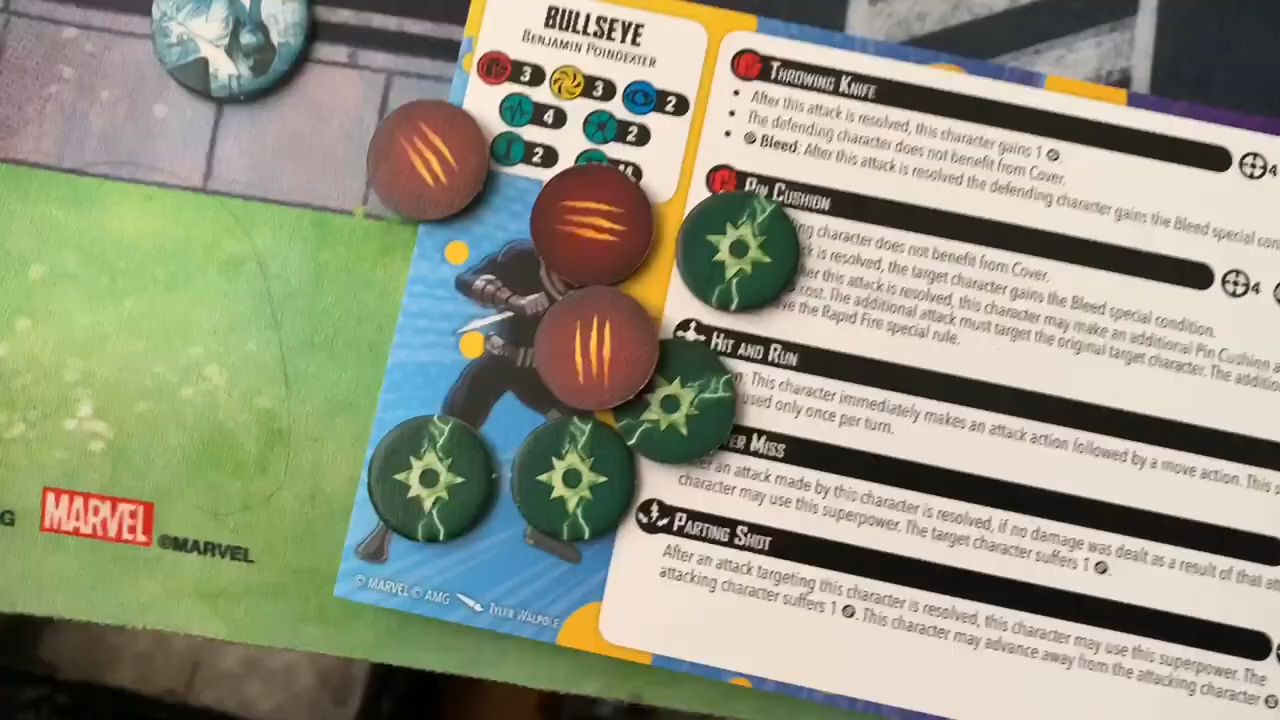 BULLSEYE
BENJAMIN POINDEXTER
3 3 2
4 2
2
THROWING KNIFE 4
• After this attack is resolved, this character gains 1
• The defending character does not benefit from Cover.
• Bleed: After this attack is resolved the defending character gains the Bleed special
PIN CUSHION 4
character does not benefit from Cover.
is resolved, the target character gains the Bleed special condition.
this attack is resolved, this character may make an additional Pin Cushion
cost. The additional attack must target the original target character. The
the Rapid Fire special rule.
HIT AND RUN
: This character immediately makes an attack action followed by a move action. This
used only once per turn.
MISS
an attack made by this character is resolved, if no damage was dealt as a result of that
character may use this superpower. The target character suffers 1 .
PARTING SHOT
After an attack targeting this character is resolved, this character may use this superpower. The
attacking character suffers 1 . This character may advance away from the attacking character
© MARVEL © AMG TYLER WALPOLE
G MARVEL ©MARVEL